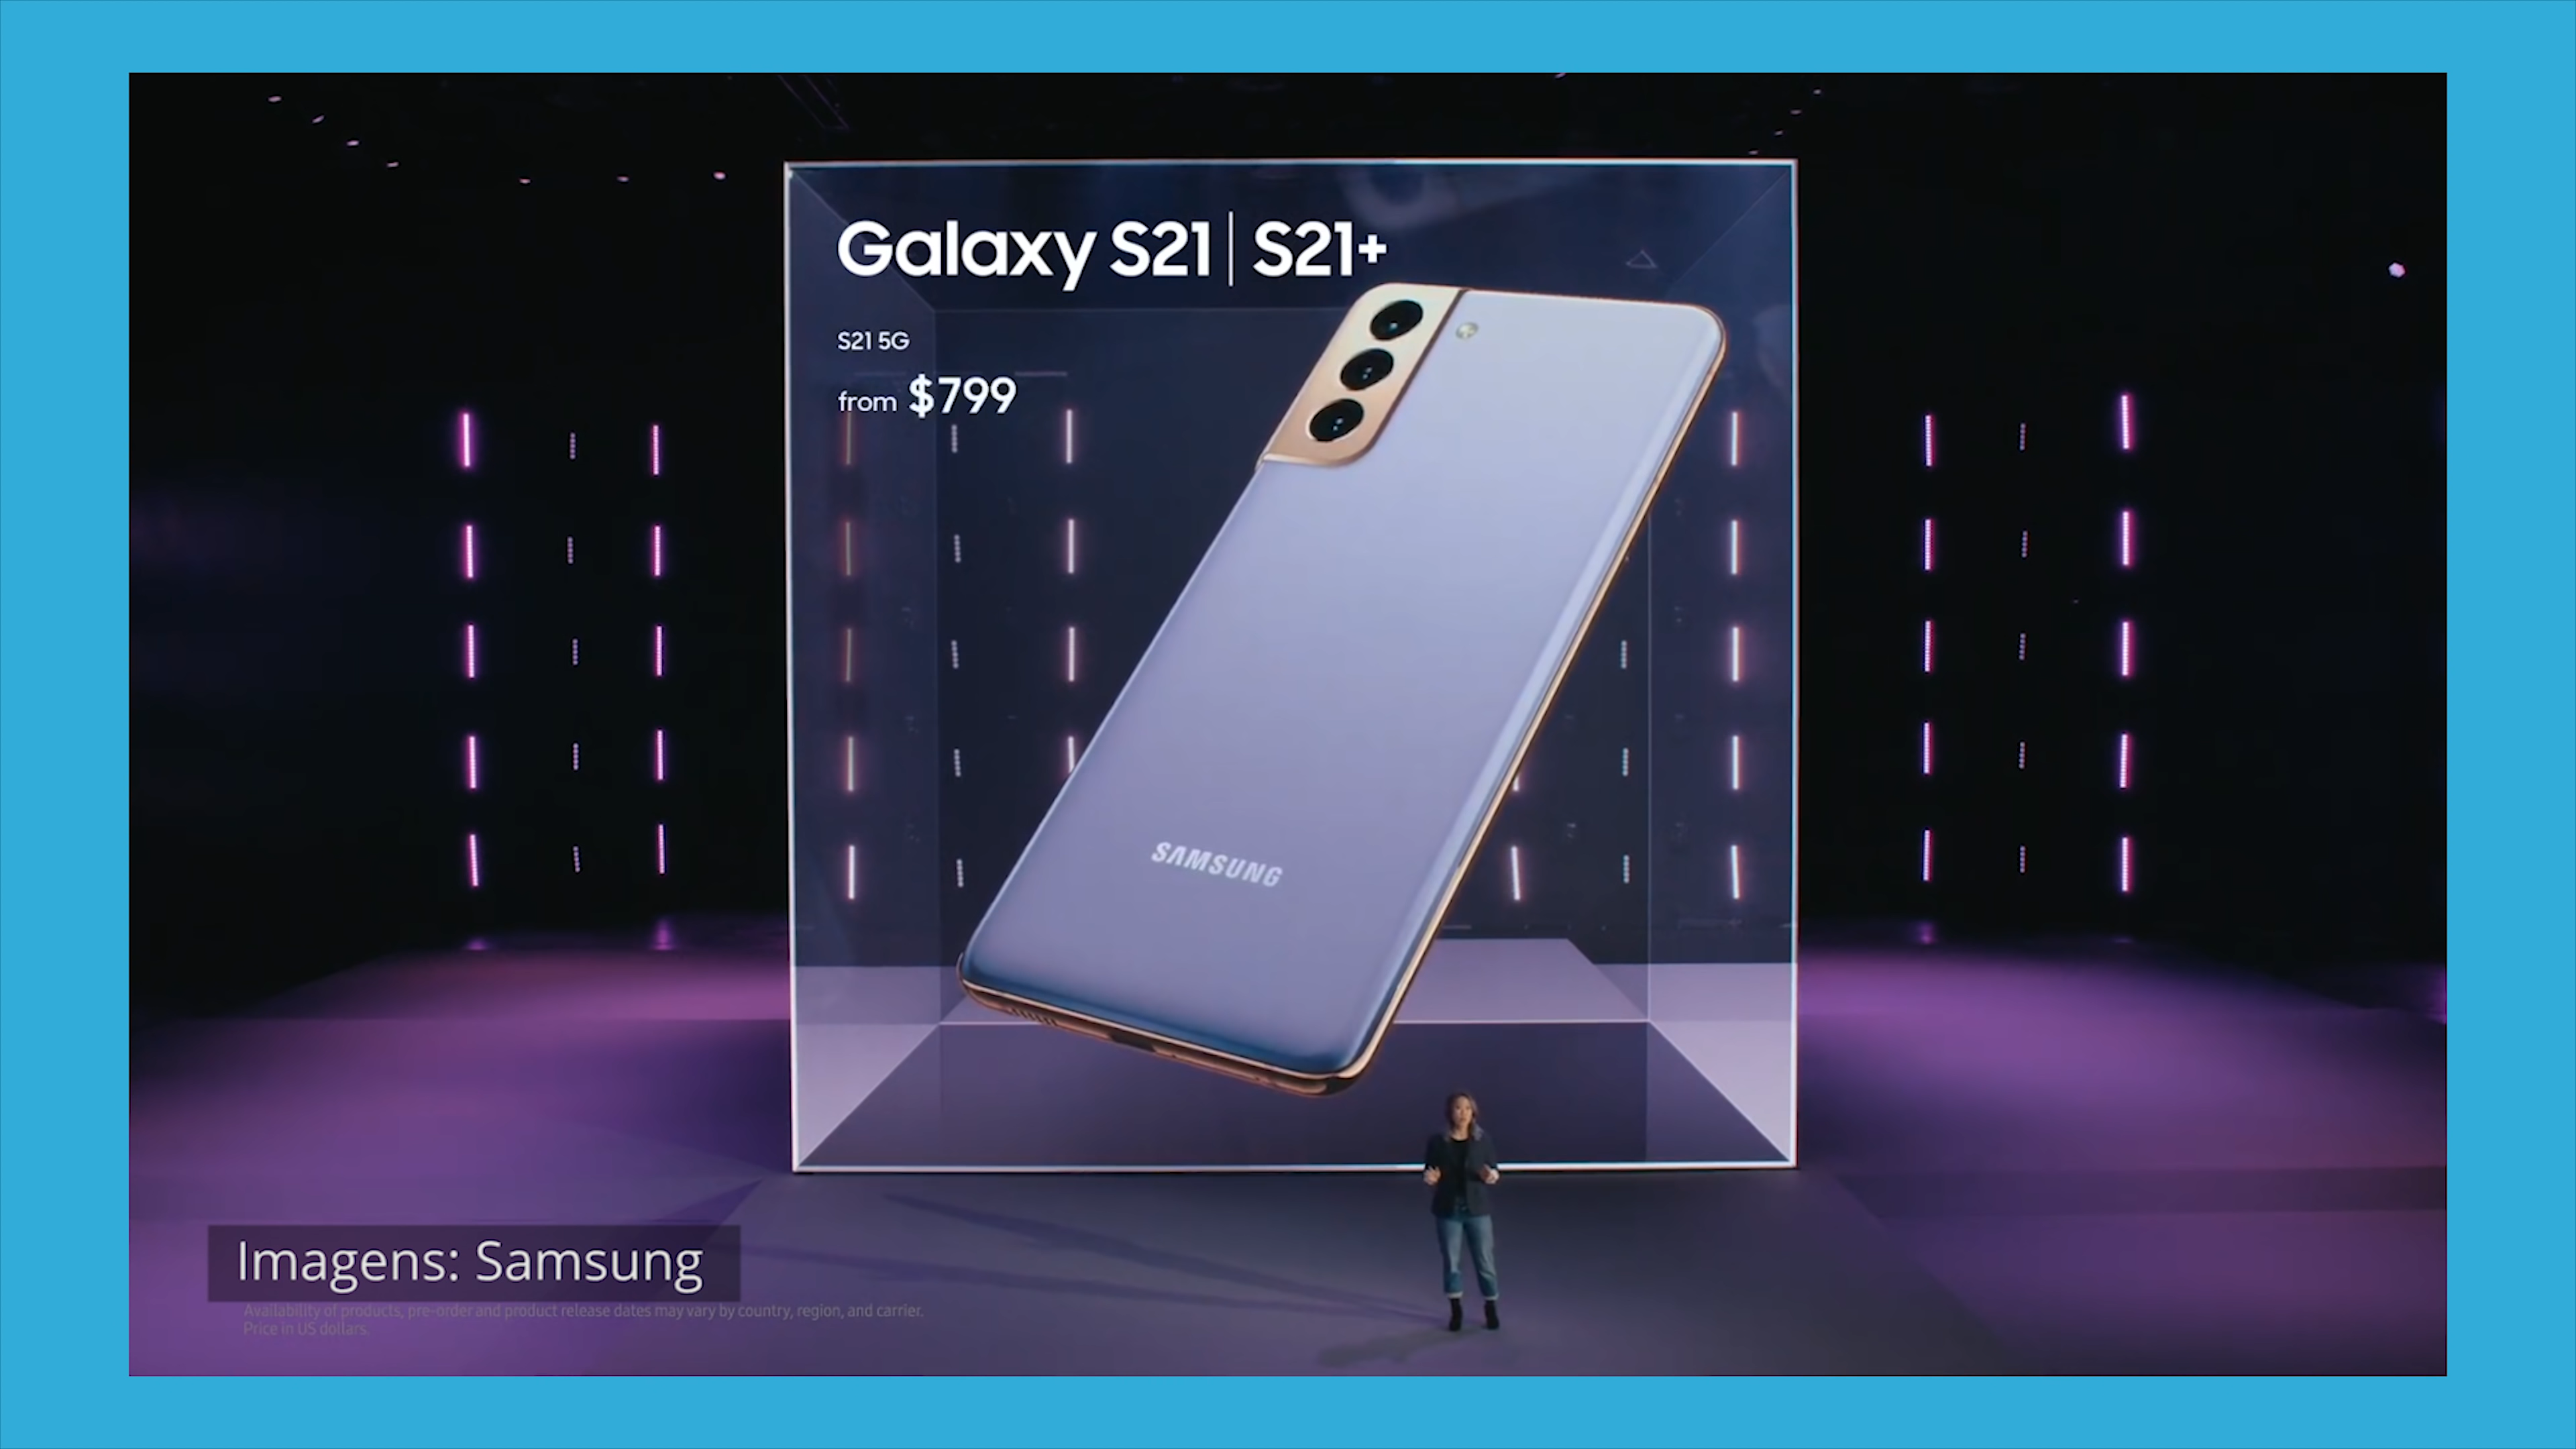 Galaxy S21 | S21+
S21 5G
from $799
SAMSUNG
Imagens: Samsung
Availability of products, pre-order and product release dates may vary by country, region, and carrier.
Price in US dollars.